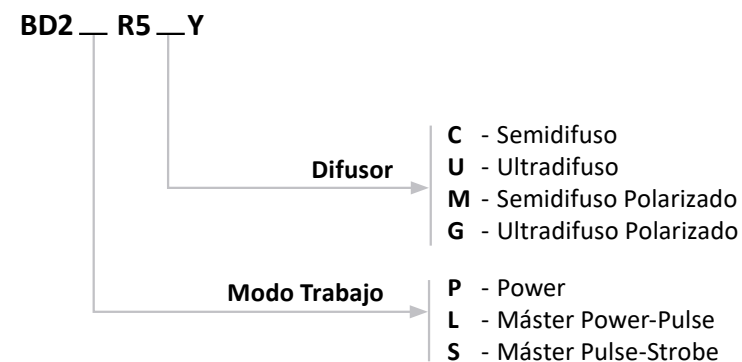 BD2 __ R5 __ Y
Difusor
C - Semidifuso
U - Ultradifuso
M - Semidifuso Polarizado
G - Ultradifuso Polarizado
Modo Trabajo
P - Power
L - Máster Power-Pulse
S - Máster Pulse-Strobe